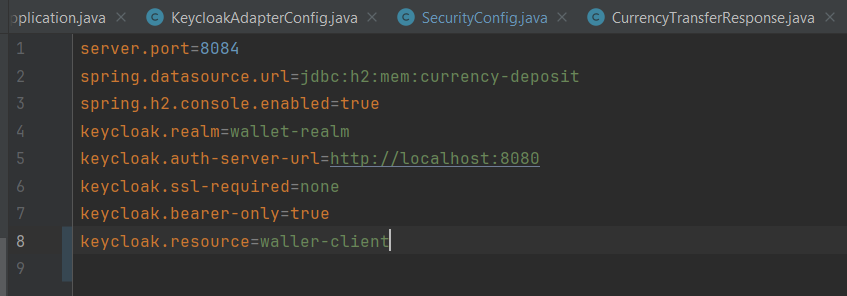 pplication.java KeycloakAdapterConfig.java SecurityConfig.java CurrencyTransferResponse.java
1 server.port=8084
2 spring.datasource.url=jdbc:h2:mem:currency-deposit
3 spring.h2.console.enabled=true
4 keycloak.realm=wallet-realm
5 keycloak.auth-server-url=http://localhost:8080
6 keycloak.ssl-required=none
7 keycloak.bearer-only=true
8 keycloak.resource=waller-client
9